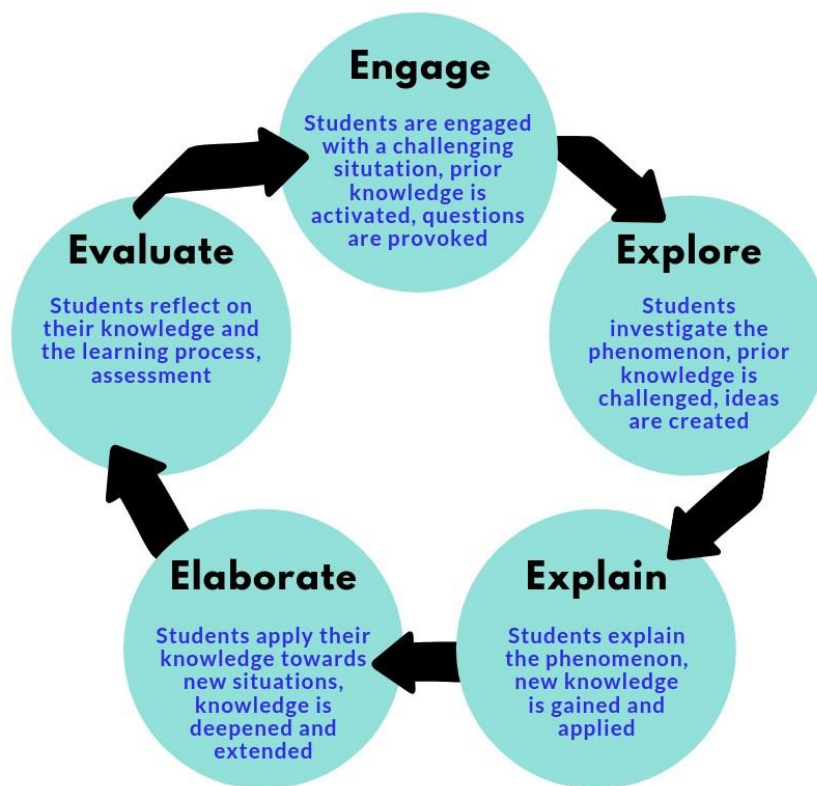 Engage
Students are engaged
with a challenging
situtation, prior
knowledge is
activated, questions
are provoked
Explore
Students
investigate the
phenomenon, prior
knowledge is
challenged, ideas
are created
Explain
Students explain
the phenomenon,
new knowledge
is gained and
applied
Elaborate
Students apply their
knowledge towards
new situations,
knowledge is
deepened and
extended
Evaluate
Students reflect on
their knowledge and
the learning process,
assessment